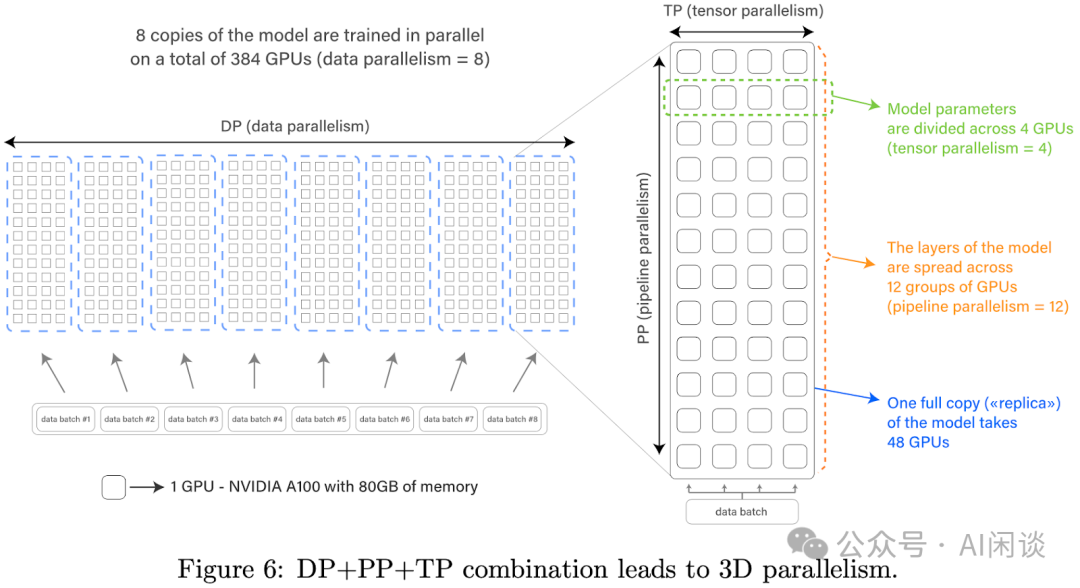 8 copies of the model are trained in parallel
on a total of 384 GPUs (data parallelism = 8)
DP (data parallelism)
data batch #1
data batch #2
data batch #3
data batch #4
data batch #5
data batch #6
data batch #7
data batch #8
1 GPU - NVIDIA A100 with 80GB of memory
TP (tensor parallelism)
PP (pipeline parallelism)
Model parameters
are divided across 4 GPUs
(tensor parallelism = 4)
The layers of the model
are spread across
12 groups of GPUs
(pipeline parallelism = 12)
One full copy («replica»)
of the model takes
48 GPUs
data batch
公众号 · AI闲谈
Figure 6: DP+PP+TP combination leads to 3D parallelism.